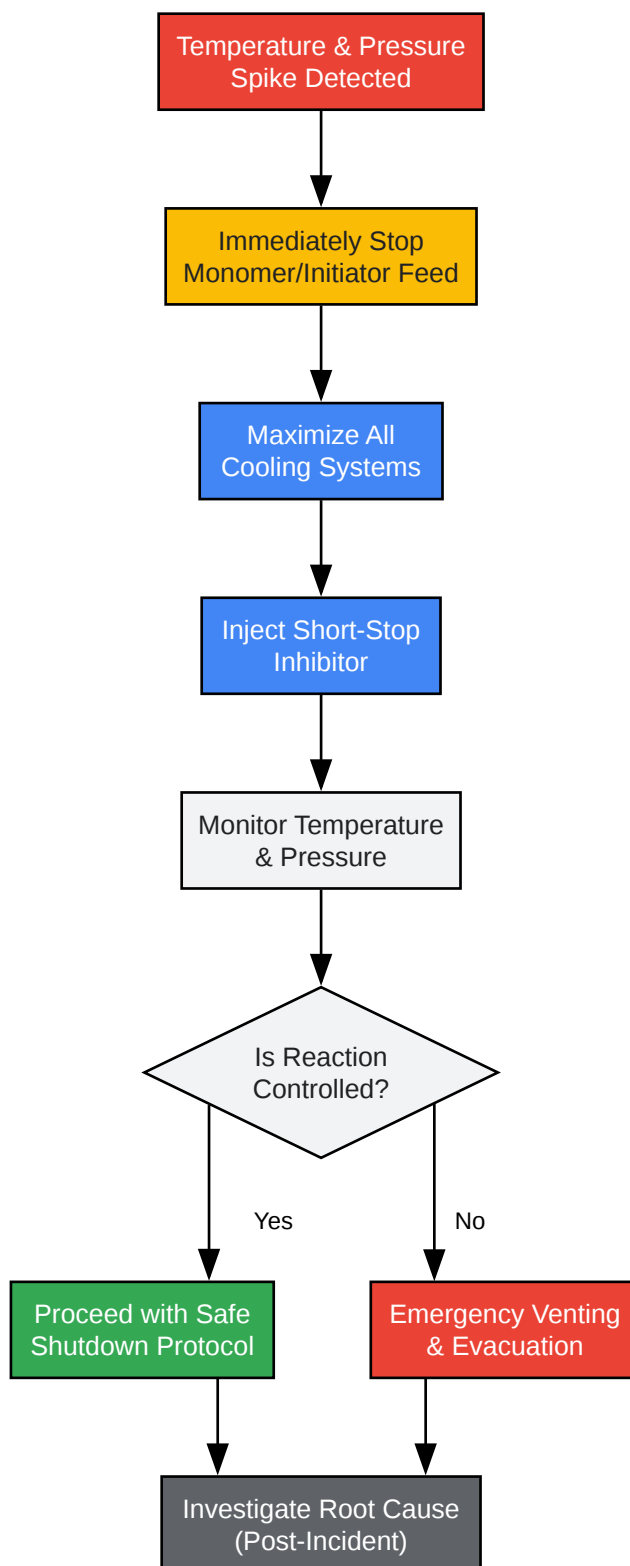 Temperature & Pressure
Spike Detected
Immediately Stop
Monomer/Initiator Feed
Maximize All
Cooling Systems
Inject Short-Stop
Inhibitor
Monitor Temperature
& Pressure
Is Reaction
Controlled?
Yes
No
Proceed with Safe
Shutdown Protocol
Emergency Venting
& Evacuation
Investigate Root Cause
(Post-Incident)